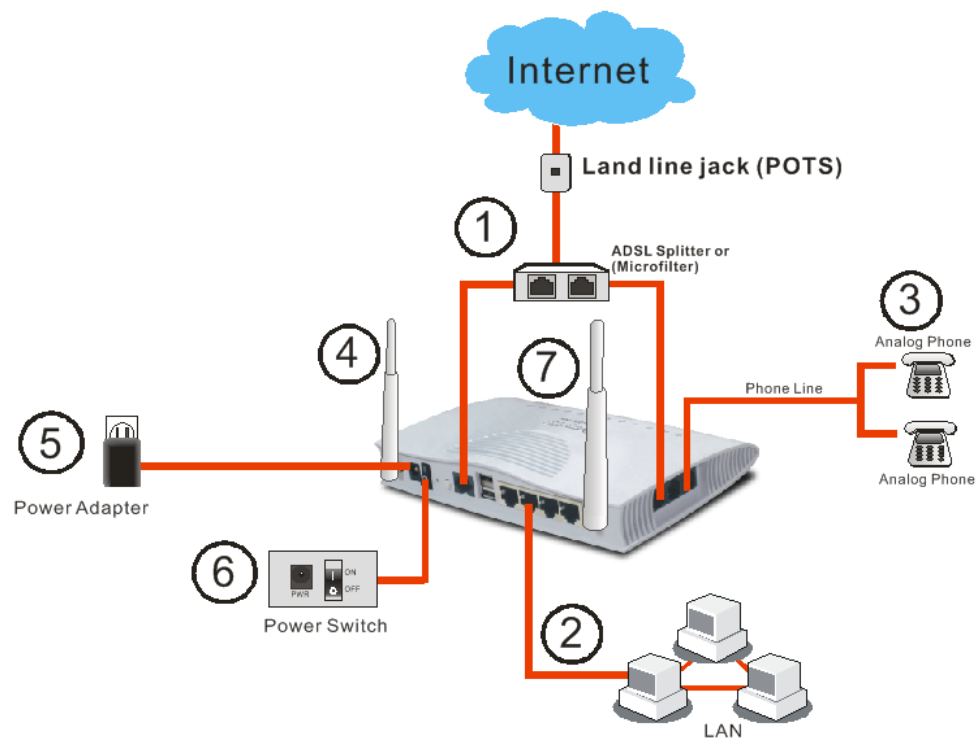 Internet
Land line jack (POTS)
1
ADSL Splitter or
(Microfilter)
3
Analog Phone
4
7
Phone Line
5
Analog Phone
Power Adapter
6
ON
OFF
PWR
Power Switch
2
LAN